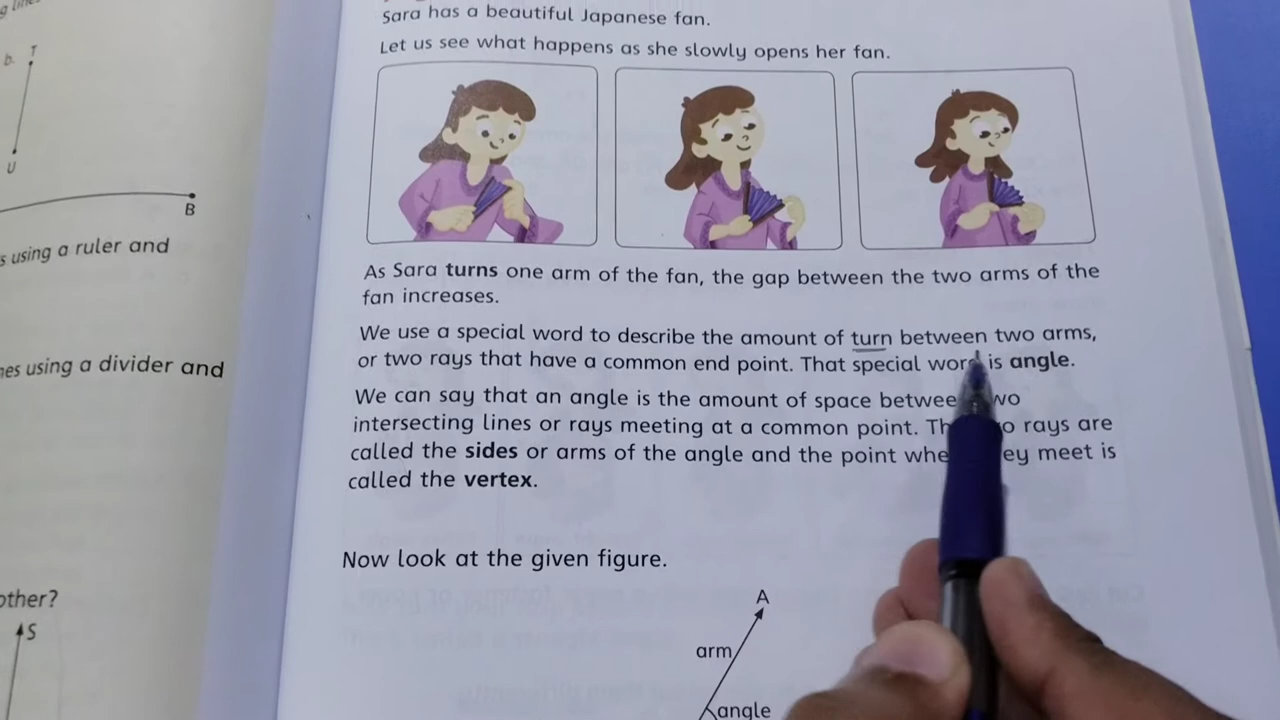 b.
T
U
B
using a ruler and
using a divider and
other?
S
Sara has a beautiful Japanese fan.
Let us see what happens as she slowly opens her fan.
As Sara turns one arm of the fan, the gap between the two arms of the
fan increases.
We use a special word to describe the amount of turn between two arms,
or two rays that have a common end point. That special word is angle.
We can say that an angle is the amount of space between two
intersecting lines or rays meeting at a common point. The two rays are
called the sides or arms of the angle and the point where they meet is
called the vertex.
Now look at the given figure.
A
arm
angle